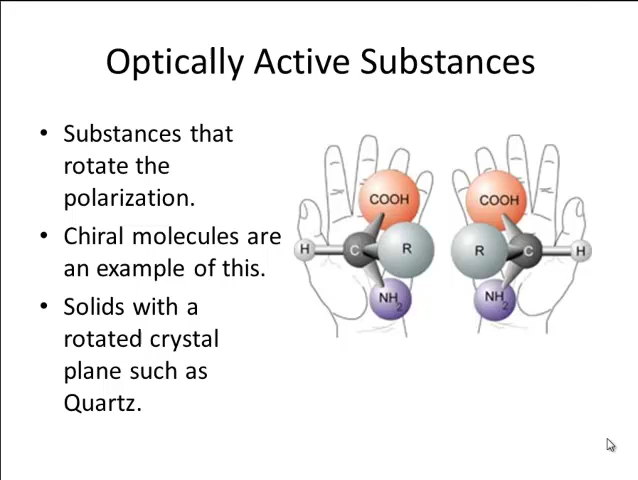 Optically Active Substances
• Substances that
rotate the
polarization.
• Chiral molecules are
an example of this.
• Solids with a
rotated crystal
plane such as
Quartz.
COOH
H
C
R
NH2
COOH
R
C
H
NH2